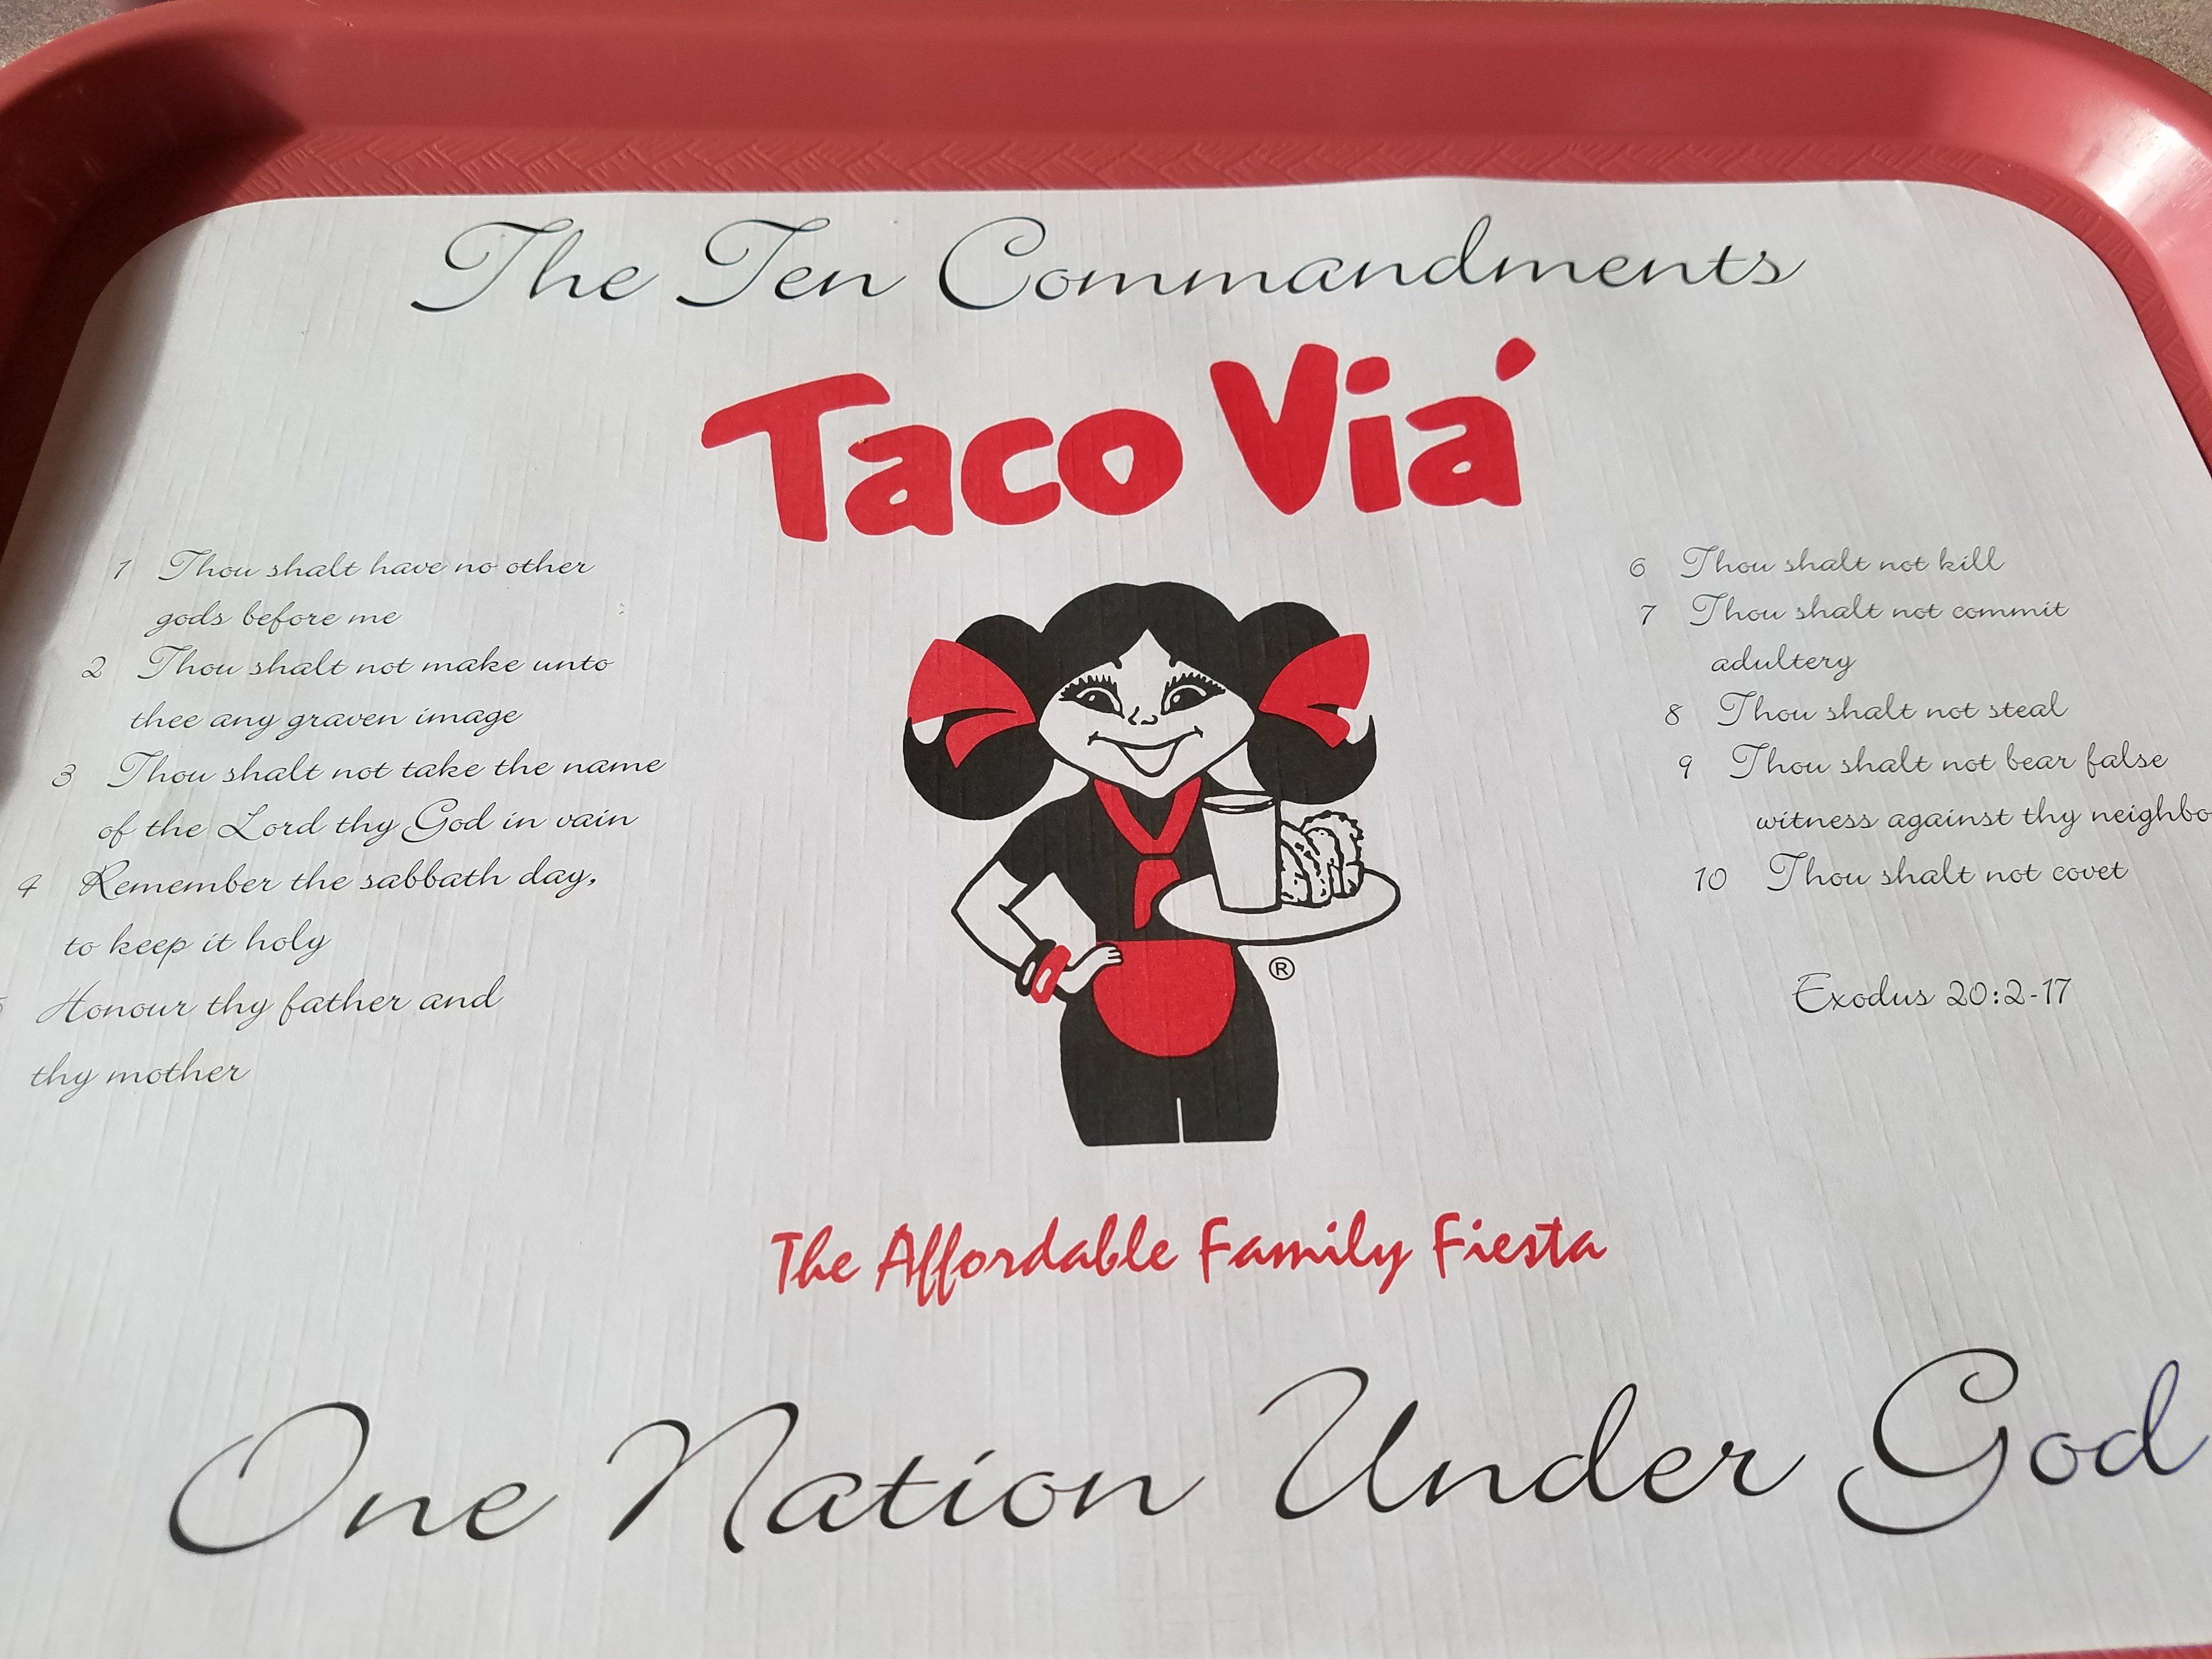 The Ten Commandments
Taco Viá
1 Thou shalt have no other
gods before me
2 Thou shalt not make unto
thee any graven image
3 Thou shalt not take the name
of the Lord thy God in vain
4 Remember the sabbath day,
to keep it holy
Honour thy father and
thy mother
6 Thou shalt not kill
7 Thou shalt not commit
adultery
8 Thou shalt not steal
9 Thou shalt not bear false
witness against thy neighbo
10 Thou shalt not covet
Exodus 20:2-17
®
The Affordable Family Fiesta
One Nation Under God